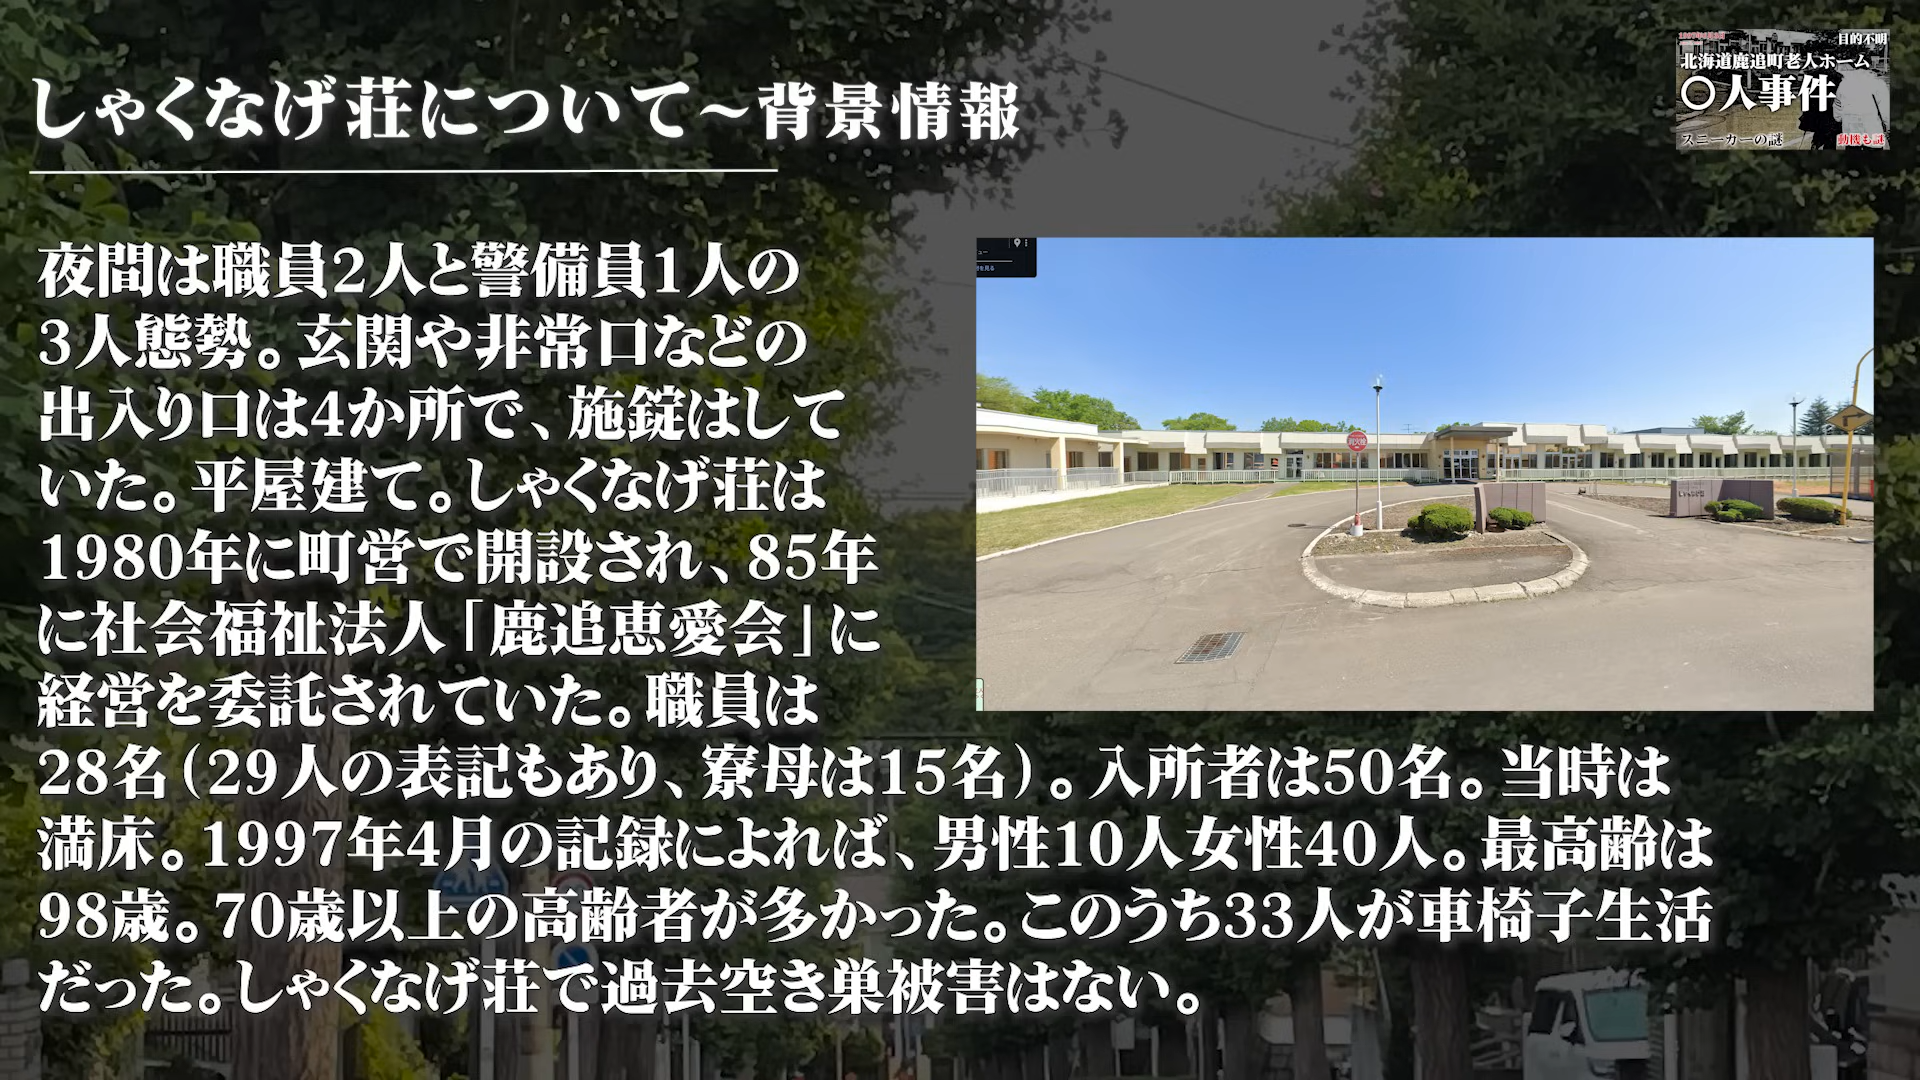 しゃくなげ荘について～背景情報
目的不明
北海道鹿追町老人ホーム
〇人事件
スニーカーの謎
動機も謎
夜間は職員2人と警備員1人の
3人態勢。玄関や非常口などの
出入り口は4か所で、施錠はして
いた。平屋建て。しゃくなげ荘は
1980年に町営で開設され、85年
に社会福祉法人「鹿追恵愛会」に
経営を委託されていた。職員は
28名（29人の表記もあり、寮母は15名）。入所者は50名。当時は
満床。1997年4月の記録によれば、男性10人女性40人。最高齢は
98歳。70歳以上の高齢者が多かった。このうち33人が車椅子生活
だった。しゃくなげ荘で過去空き巣被害はない。
消火栓